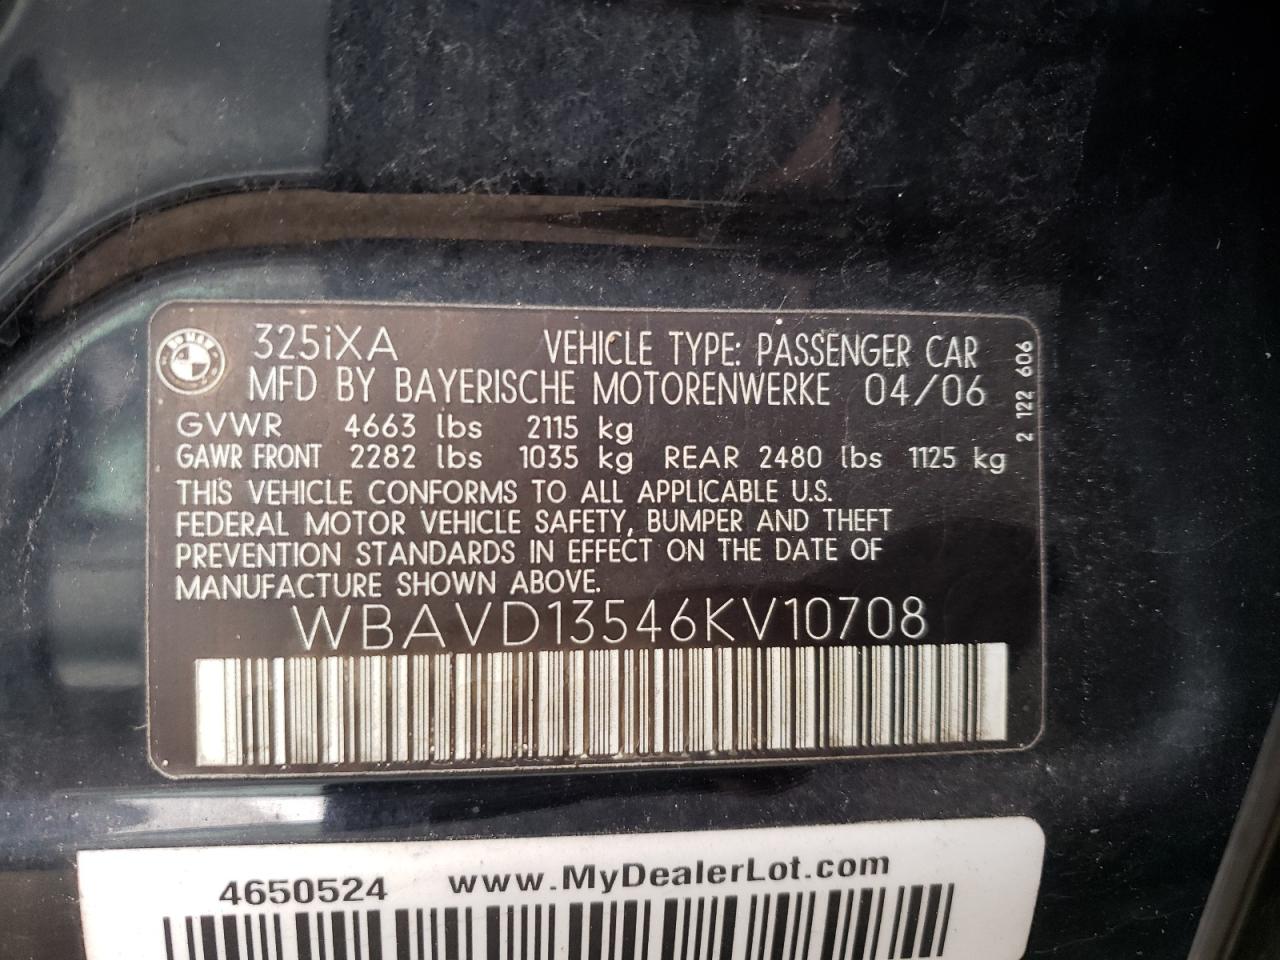 325iXA VEHICLE TYPE: PASSENGER CAR
MFD BY BAYERISCHE MOTORENWERKE 04/06
GVWR 4663 lbs 2115 kg
GAWR FRONT 2282 lbs 1035 kg REAR 2480 lbs 1125 kg
THIS VEHICLE CONFORMS TO ALL APPLICABLE U.S.
FEDERAL MOTOR VEHICLE SAFETY, BUMPER AND THEFT
PREVENTION STANDARDS IN EFFECT ON THE DATE OF
MANUFACTURE SHOWN ABOVE.
WBAVD13546KV10708
2 122 606
4650524 www.MyDealerLot.com